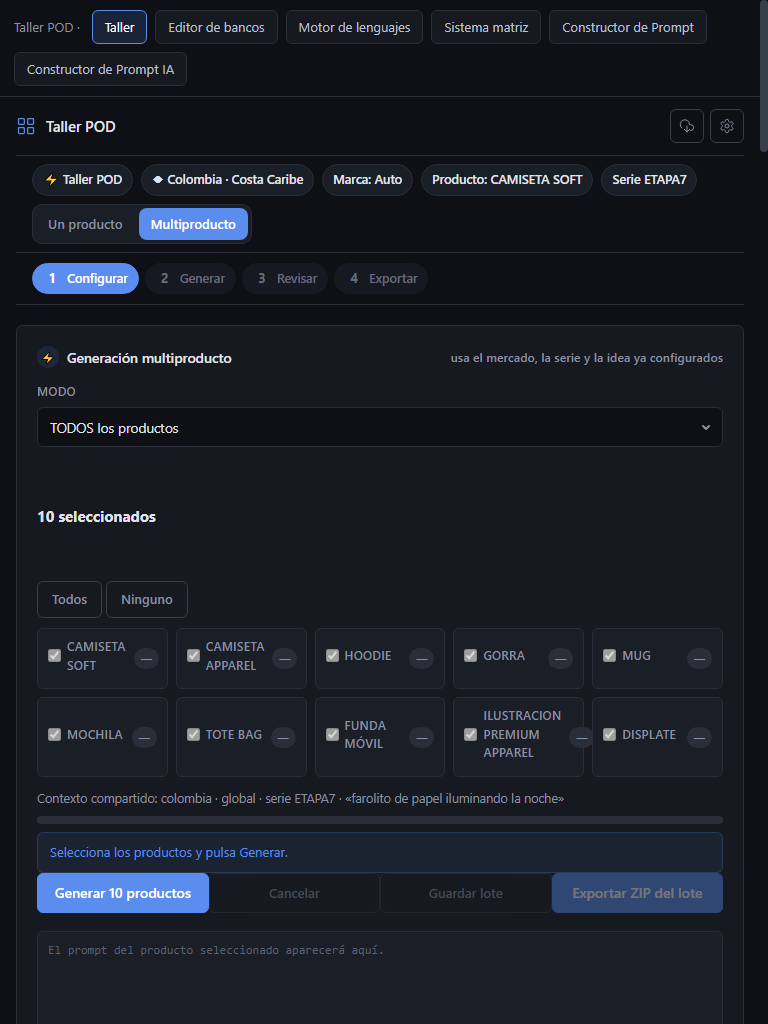 Taller POD · Taller Editor de bancos Motor de lenguajes Sistema matriz Constructor de Prompt
Constructor de Prompt IA
Taller POD
Taller POD Colombia · Costa Caribe Marca: Auto Producto: CAMISETA SOFT Serie ETAPA7
Un producto Multiproducto
1 Configurar 2 Generar 3 Revisar 4 Exportar
Generación multiproducto usa el mercado, la serie y la idea ya configurados
MODO
TODOS los productos
10 seleccionados
Todos Ninguno
CAMISETA SOFT — CAMISETA APPAREL — HOODIE — GORRA — MUG —
MOCHILA — TOTE BAG — FUNDA MÓVIL — ILUSTRACION PREMIUM APPAREL — DISPLATE —
Contexto compartido: colombia · global · serie ETAPA7 · «farolito de papel iluminando la noche»
Selecciona los productos y pulsa Generar.
Generar 10 productos Cancelar Guardar lote Exportar ZIP del lote
El prompt del producto seleccionado aparecerá aquí.